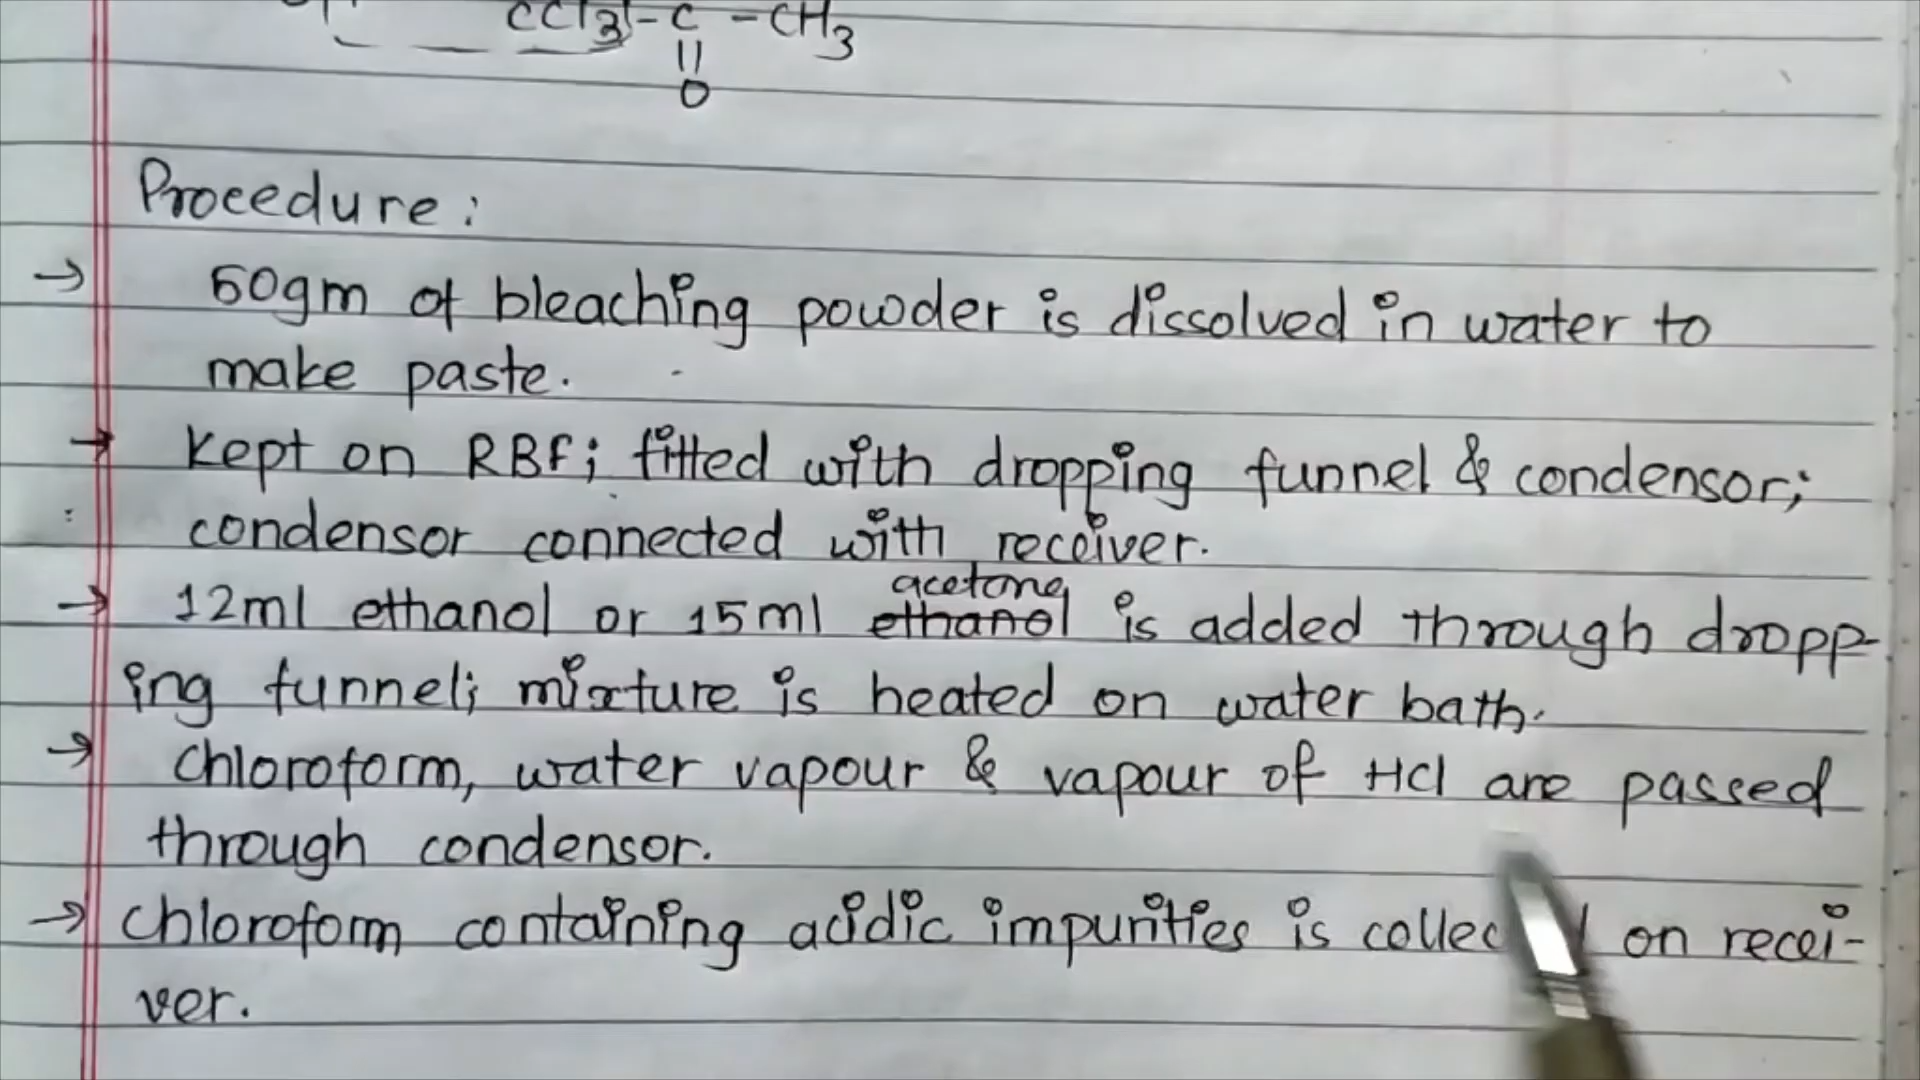 CCl3-C-CH3
||
O
Procedure:
→ 50gm of bleaching powder is dissolved in water to
make paste.
→ kept on RBF; fitted with dropping funnel & condensor;
condensor connected with receiver.
acetone
→ 12ml ethanol or 15ml ethanol is added through dropp-
ing funnel; mixture is heated on water bath.
→ chloroform, water vapour & vapour of HCl are passed
through condensor.
→ chloroform containing acidic impurities is collec on recei-
ver.